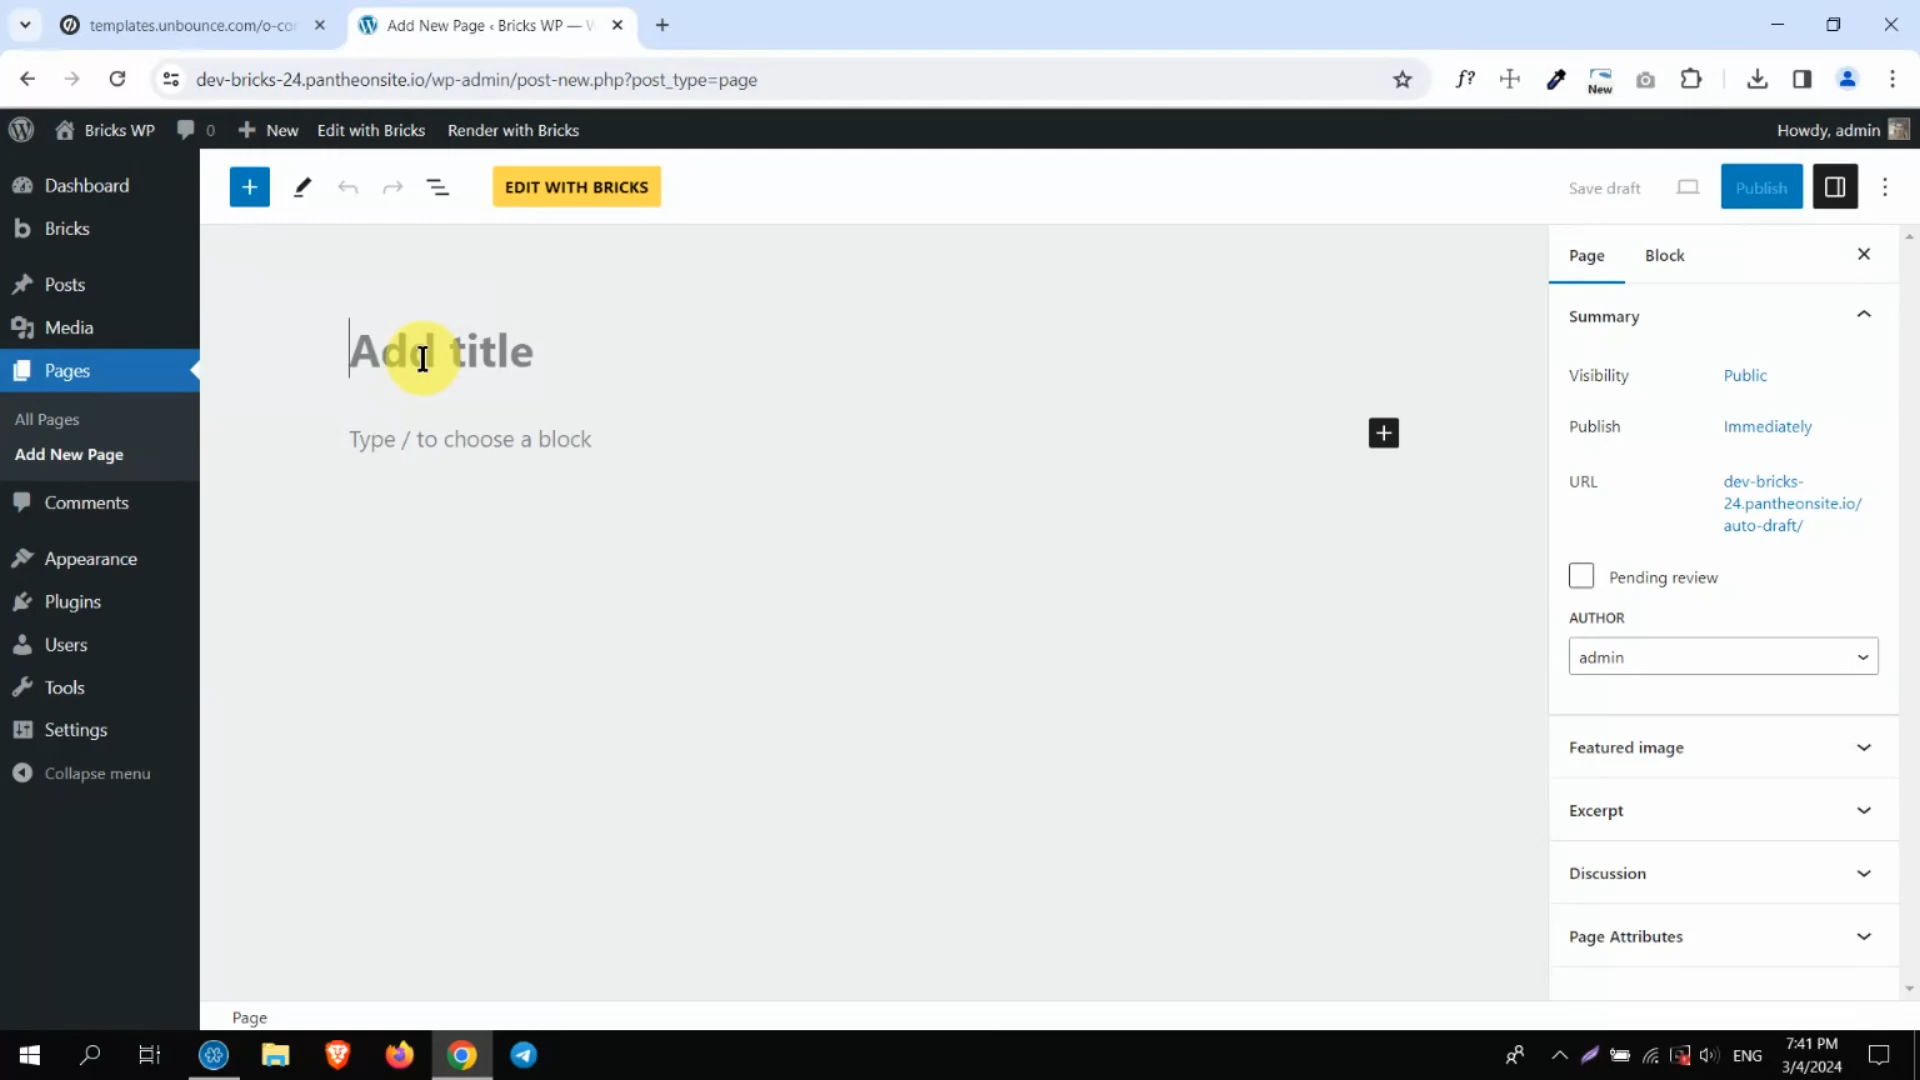 templates.unbounce.com/o-co
Add New Page ‹ Bricks WP —
dev-bricks-24.pantheonsite.io/wp-admin/post-new.php?post_type=page
f?
New
Bricks WP
0
New
Edit with Bricks
Render with Bricks
Howdy, admin
Dashboard
Bricks
Posts
Media
Pages
All Pages
Add New Page
Comments
Appearance
Plugins
Users
Tools
Settings
Collapse menu
EDIT WITH BRICKS
Save draft
Publish
Add title
Type / to choose a block
Page
Block
Summary
Visibility
Public
Publish
Immediately
URL
dev-bricks-
24.pantheonsite.io/
auto-draft/
Pending review
AUTHOR
admin
Featured image
Excerpt
Discussion
Page Attributes
Page
ENG
7:41 PM
3/4/2024